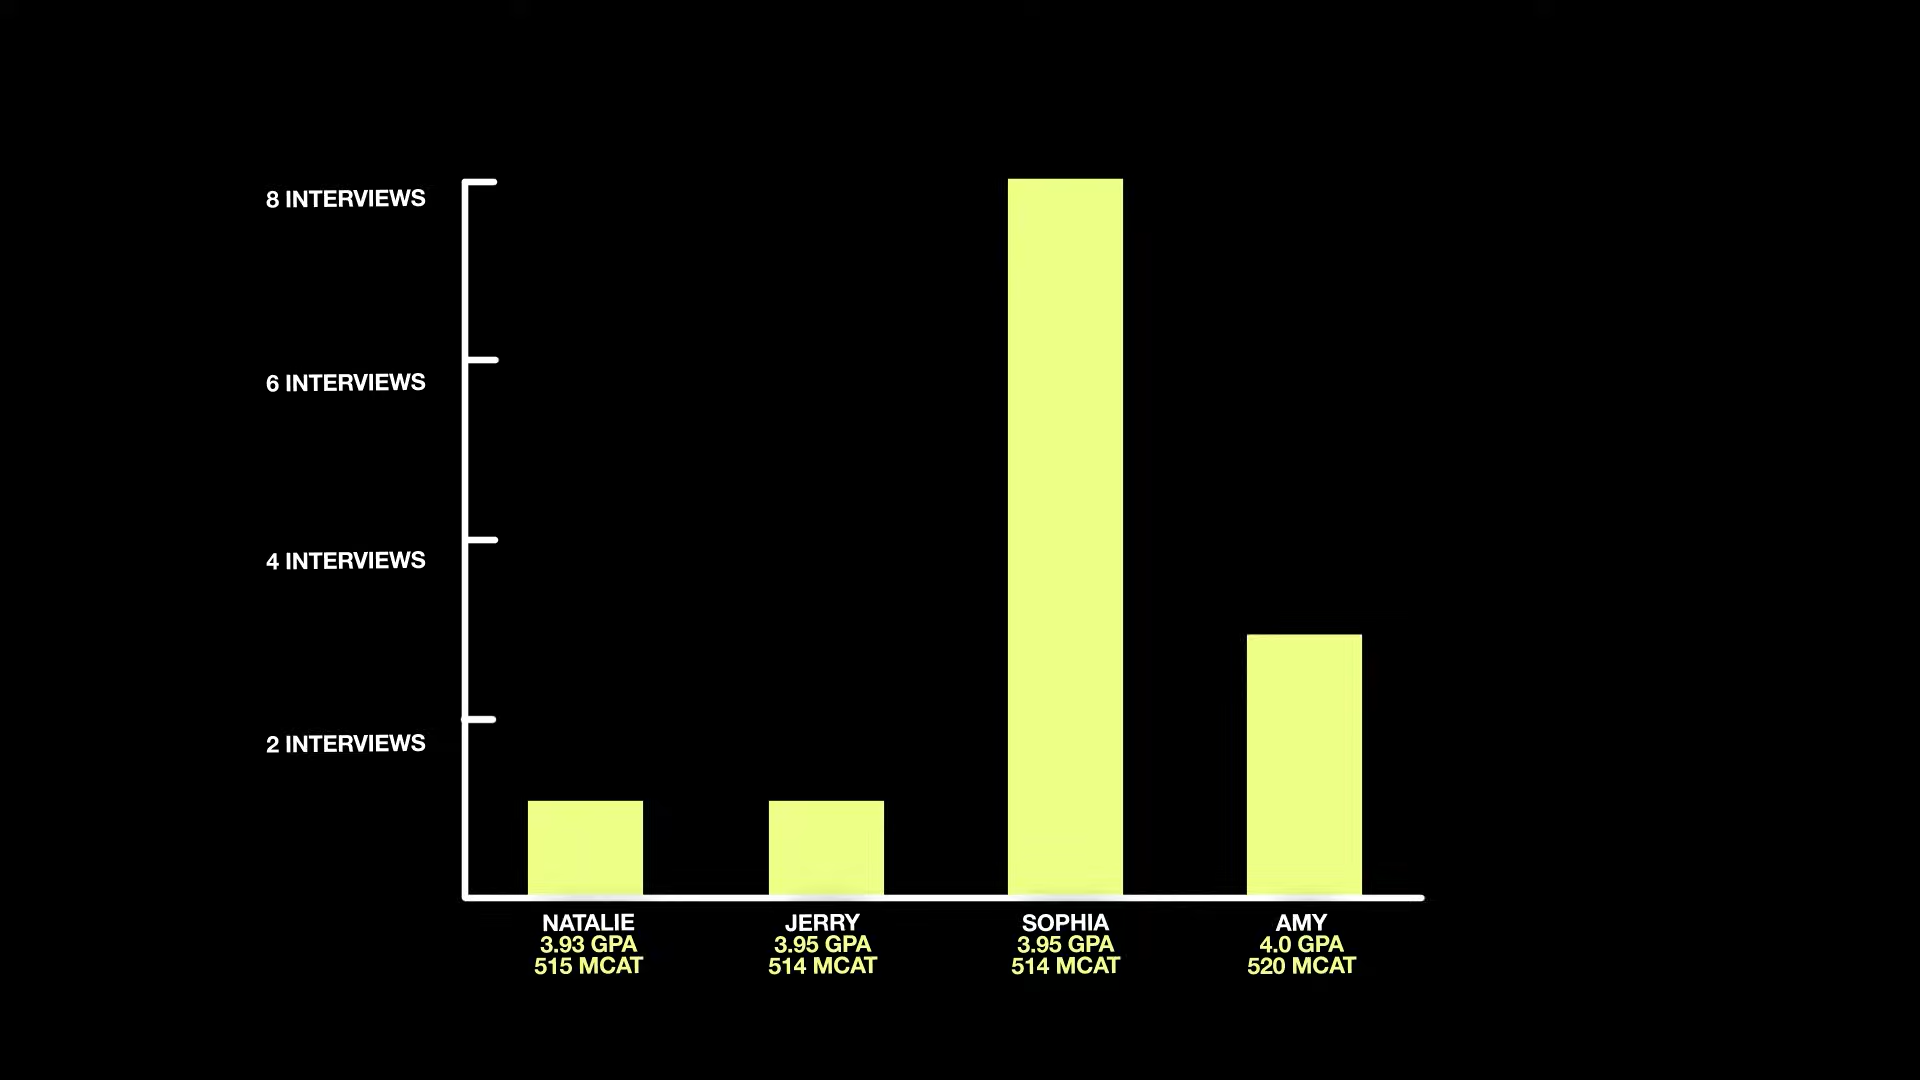 8 INTERVIEWS
6 INTERVIEWS
4 INTERVIEWS
2 INTERVIEWS
NATALIE
3.93 GPA
515 MCAT
JERRY
3.95 GPA
514 MCAT
SOPHIA
3.95 GPA
514 MCAT
AMY
4.0 GPA
520 MCAT